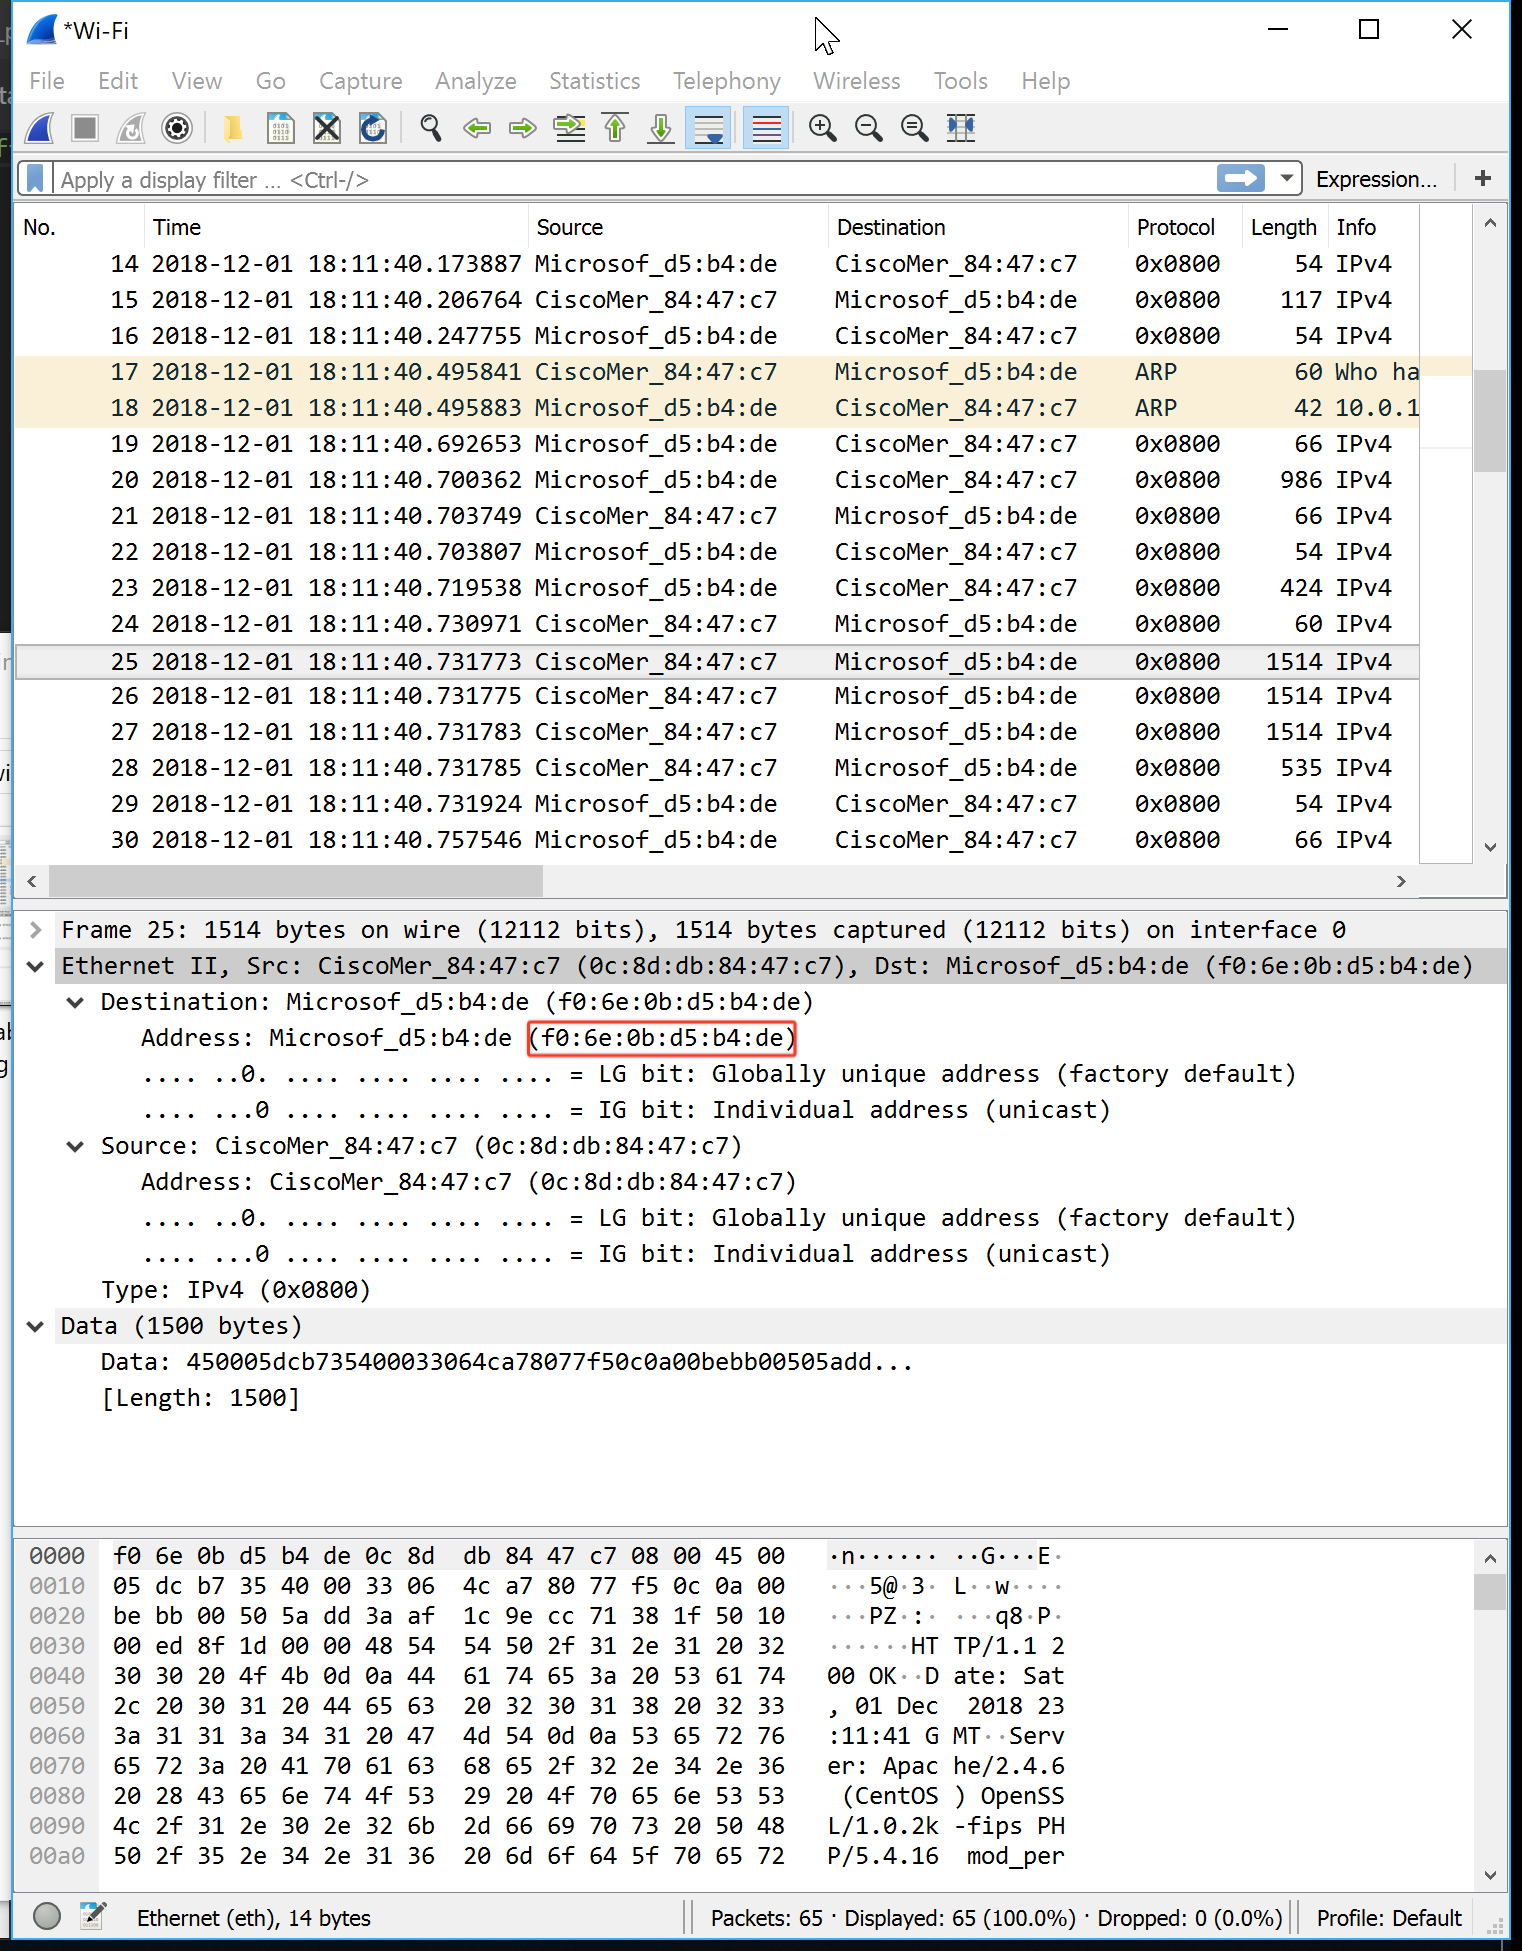 *Wi-Fi
File Edit View Go Capture Analyze Statistics Telephony Wireless Tools Help
Apply a display filter ... <Ctrl-/> Expression... +
No. Time Source Destination Protocol Length Info
14 2018-12-01 18:11:40.173887 Microsof_d5:b4:de CiscoMer_84:47:c7 0x0800 54 IPv4
15 2018-12-01 18:11:40.206764 CiscoMer_84:47:c7 Microsof_d5:b4:de 0x0800 117 IPv4
16 2018-12-01 18:11:40.247755 Microsof_d5:b4:de CiscoMer_84:47:c7 0x0800 54 IPv4
17 2018-12-01 18:11:40.495841 CiscoMer_84:47:c7 Microsof_d5:b4:de ARP 60 Who ha
18 2018-12-01 18:11:40.495883 Microsof_d5:b4:de CiscoMer_84:47:c7 ARP 42 10.0.1
19 2018-12-01 18:11:40.692653 Microsof_d5:b4:de CiscoMer_84:47:c7 0x0800 66 IPv4
20 2018-12-01 18:11:40.700362 Microsof_d5:b4:de CiscoMer_84:47:c7 0x0800 986 IPv4
21 2018-12-01 18:11:40.703749 CiscoMer_84:47:c7 Microsof_d5:b4:de 0x0800 66 IPv4
22 2018-12-01 18:11:40.703807 Microsof_d5:b4:de CiscoMer_84:47:c7 0x0800 54 IPv4
23 2018-12-01 18:11:40.719538 Microsof_d5:b4:de CiscoMer_84:47:c7 0x0800 424 IPv4
24 2018-12-01 18:11:40.730971 CiscoMer_84:47:c7 Microsof_d5:b4:de 0x0800 60 IPv4
25 2018-12-01 18:11:40.731773 CiscoMer_84:47:c7 Microsof_d5:b4:de 0x0800 1514 IPv4
26 2018-12-01 18:11:40.731775 CiscoMer_84:47:c7 Microsof_d5:b4:de 0x0800 1514 IPv4
27 2018-12-01 18:11:40.731783 CiscoMer_84:47:c7 Microsof_d5:b4:de 0x0800 1514 IPv4
28 2018-12-01 18:11:40.731785 CiscoMer_84:47:c7 Microsof_d5:b4:de 0x0800 535 IPv4
29 2018-12-01 18:11:40.731924 Microsof_d5:b4:de CiscoMer_84:47:c7 0x0800 54 IPv4
30 2018-12-01 18:11:40.757546 Microsof_d5:b4:de CiscoMer_84:47:c7 0x0800 66 IPv4
Frame 25: 1514 bytes on wire (12112 bits), 1514 bytes captured (12112 bits) on interface 0
Ethernet II, Src: CiscoMer_84:47:c7 (0c:8d:db:84:47:c7), Dst: Microsof_d5:b4:de (f0:6e:0b:d5:b4:de)
Destination: Microsof_d5:b4:de (f0:6e:0b:d5:b4:de)
Address: Microsof_d5:b4:de (f0:6e:0b:d5:b4:de)
.... ..0. .... .... .... .... = LG bit: Globally unique address (factory default)
.... ...0 .... .... .... .... = IG bit: Individual address (unicast)
Source: CiscoMer_84:47:c7 (0c:8d:db:84:47:c7)
Address: CiscoMer_84:47:c7 (0c:8d:db:84:47:c7)
.... ..0. .... .... .... .... = LG bit: Globally unique address (factory default)
.... ...0 .... .... .... .... = IG bit: Individual address (unicast)
Type: IPv4 (0x0800)
Data (1500 bytes)
Data: 450005dcb735400033064ca78077f50c0a00bebb00505add...
[Length: 1500]
0000 f0 6e 0b d5 b4 de 0c 8d db 84 47 c7 08 00 45 00 ·n······ ··G···E·
0010 05 dc b7 35 40 00 33 06 4c a7 80 77 f5 0c 0a 00 ···5@·3· L··w····
0020 be bb 00 50 5a dd 3a af 1c 9e cc 71 38 1f 50 10 ···PZ·:· ···q8·P·
0030 00 ed 8f 1d 00 00 48 54 54 50 2f 31 2e 31 20 32 ······HT TP/1.1 2
0040 30 30 20 4f 4b 0d 0a 44 61 74 65 3a 20 53 61 74 00 OK··D ate: Sat
0050 2c 20 30 31 20 44 65 63 20 32 30 31 38 20 32 33 , 01 Dec 2018 23
0060 3a 31 31 3a 34 31 20 47 4d 54 0d 0a 53 65 72 76 :11:41 G MT··Serv
0070 65 72 3a 20 41 70 61 63 68 65 2f 32 2e 34 2e 36 er: Apac he/2.4.6
0080 20 28 43 65 6e 74 4f 53 29 20 4f 70 65 6e 53 53 (CentOS ) OpenSS
0090 4c 2f 31 2e 30 2e 32 6b 2d 66 69 70 73 20 50 48 L/1.0.2k -fips PH
00a0 50 2f 35 2e 34 2e 31 36 20 6d 6f 64 5f 70 65 72 P/5.4.16 mod_per
Ethernet (eth), 14 bytes Packets: 65 · Displayed: 65 (100.0%) · Dropped: 0 (0.0%) Profile: Default